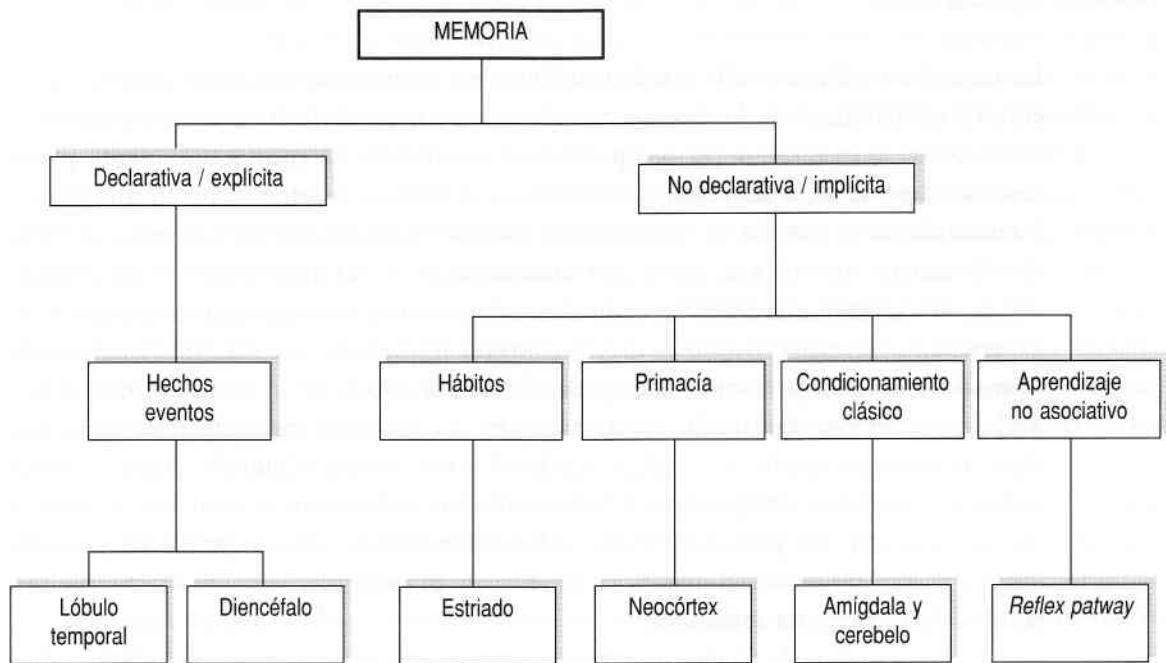 MEMORIA
Declarativa / explícita
No declarativa / implícita
Hechos
eventos
Hábitos
Primacía
Condicionamiento
clásico
Aprendizaje
no asociativo
Lóbulo
temporal
Diencéfalo
Estriado
Neocórtex
Amígdala y
cerebelo
Reflex patway